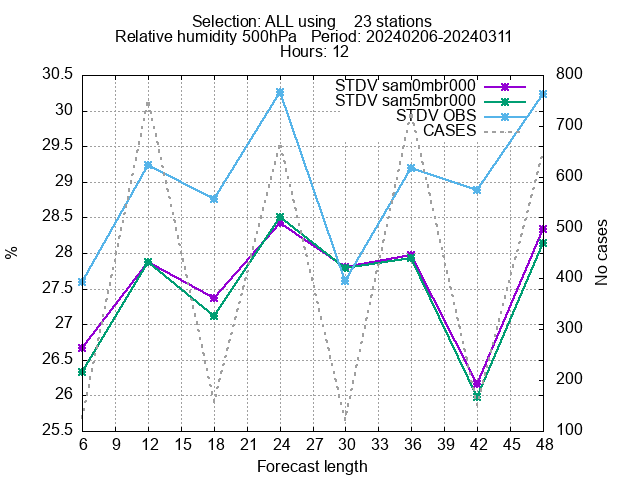 Selection: ALL using    23 stations
Relative humidity 500hPa   Period: 20240206-20240311
Hours: 12
STDV sam0mbr000
STDV sam5mbr000
STDV OBS
CASES
30.5
30
29.5
29
28.5
28
27.5
27
26.5
26
25.5
%
800
700
600
500
400
300
200
100
No cases
6 9 12 15 18 21 24 27 30 33 36 39 42 45 48
Forecast length